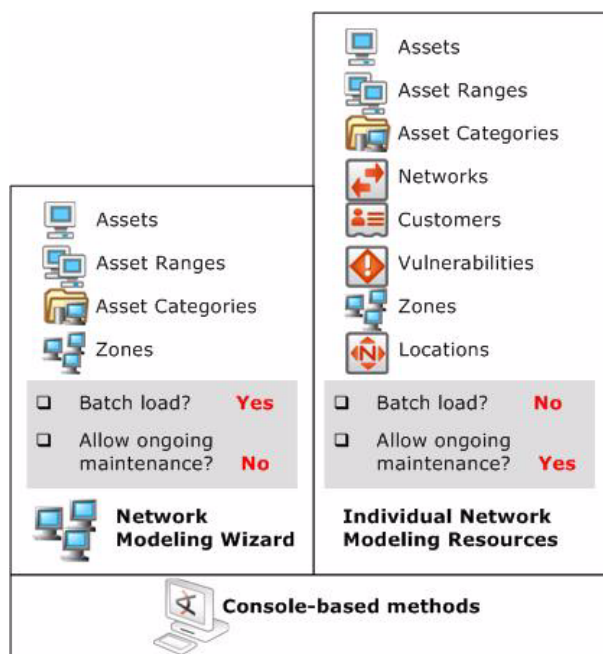 Assets
Asset Ranges
Asset Categories
Zones
Batch load? Yes
Allow ongoing
maintenance? No
Network
Modeling Wizard
Assets
Asset Ranges
Asset Categories
Networks
Customers
Vulnerabilities
Zones
Locations
Batch load? No
Allow ongoing
maintenance? Yes
Individual Network
Modeling Resources
Console-based methods